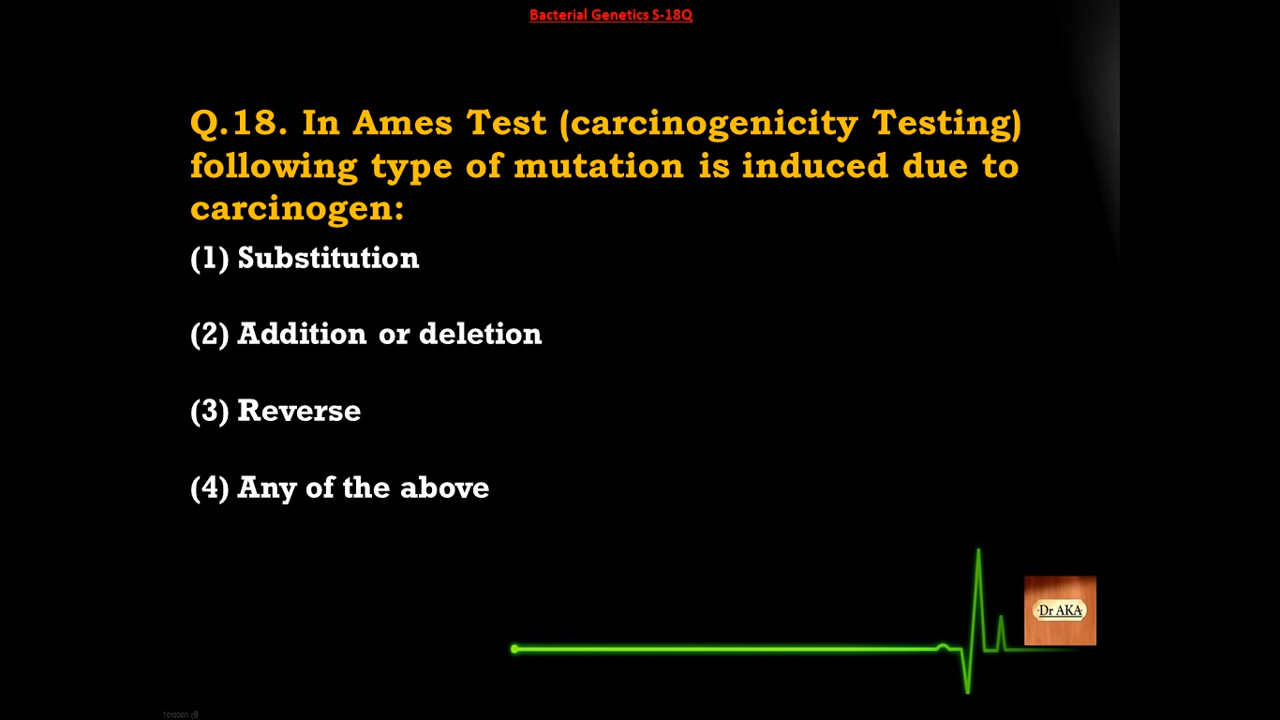 Bacterial Genetics S-18Q
Q.18. In Ames Test (carcinogenicity Testing)
following type of mutation is induced due to
carcinogen:
(1) Substitution
(2) Addition or deletion
(3) Reverse
(4) Any of the above
Dr AKA